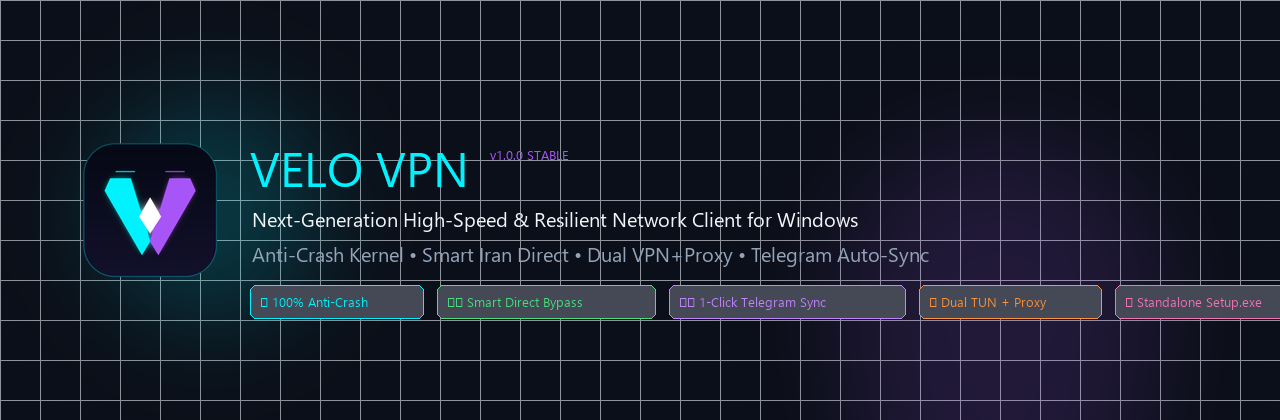 VELO VPN
v1.0.0 STABLE
Next-Generation High-Speed & Resilient Network Client for Windows
Anti-Crash Kernel • Smart Iran Direct • Dual VPN+Proxy • Telegram Auto-Sync
100% Anti-Crash
Smart Direct Bypass
1-Click Telegram Sync
Dual TUN + Proxy
Standalone Setup.exe